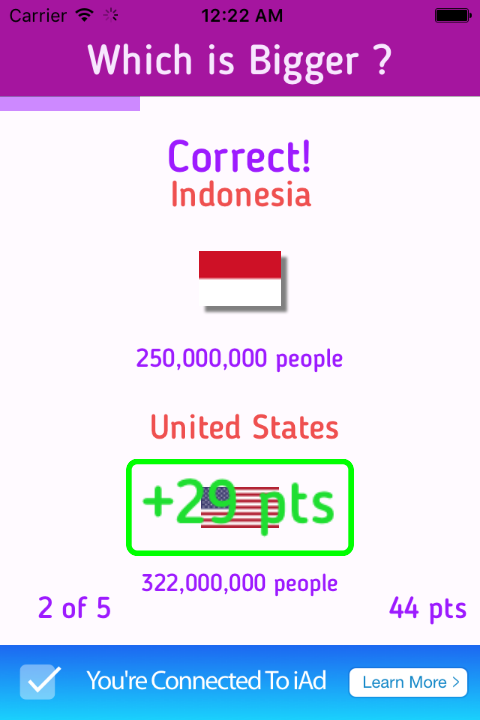 Carrier 12:22 AM
Which is Bigger ?
Correct!
Indonesia
250,000,000 people
United States
+29 pts
322,000,000 people
2 of 5 44 pts
You're Connected To iAd Learn More >